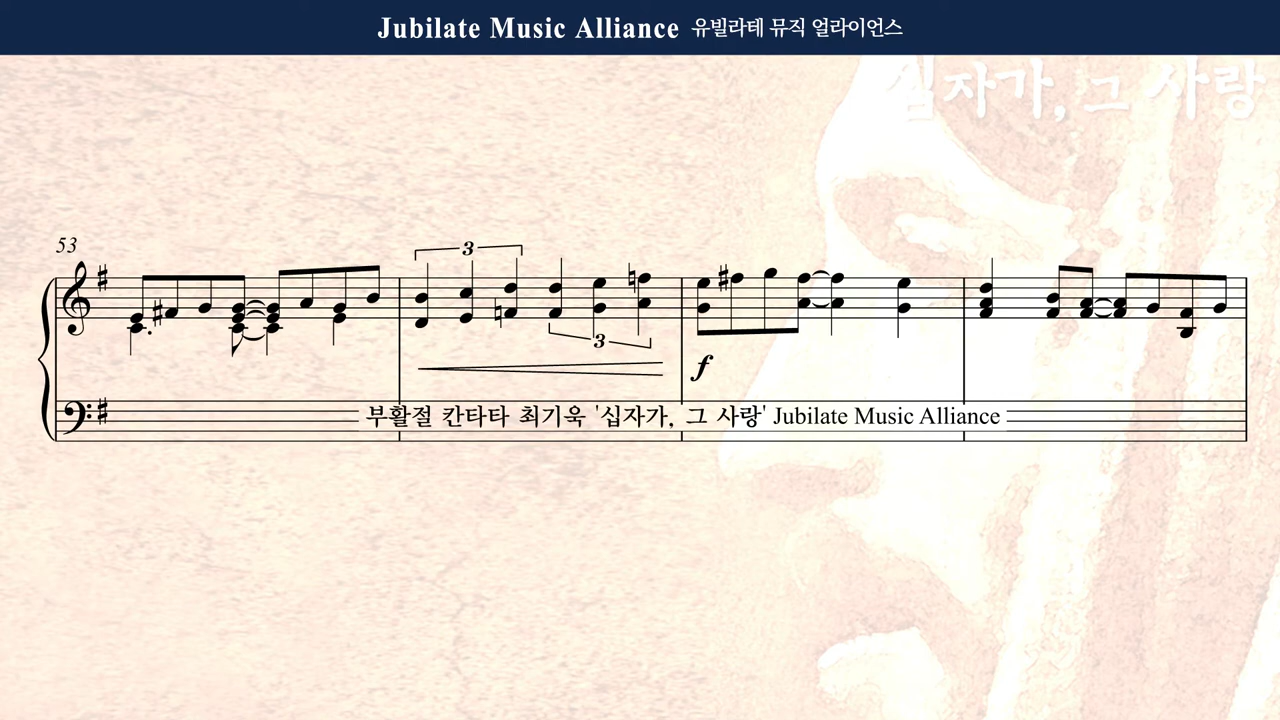 Jubilate Music Alliance 유빌라테 뮤직 얼라이언스
십자가, 그 사랑
53
3
3
f
부활절 칸타타 최기욱 '십자가, 그 사랑' Jubilate Music Alliance